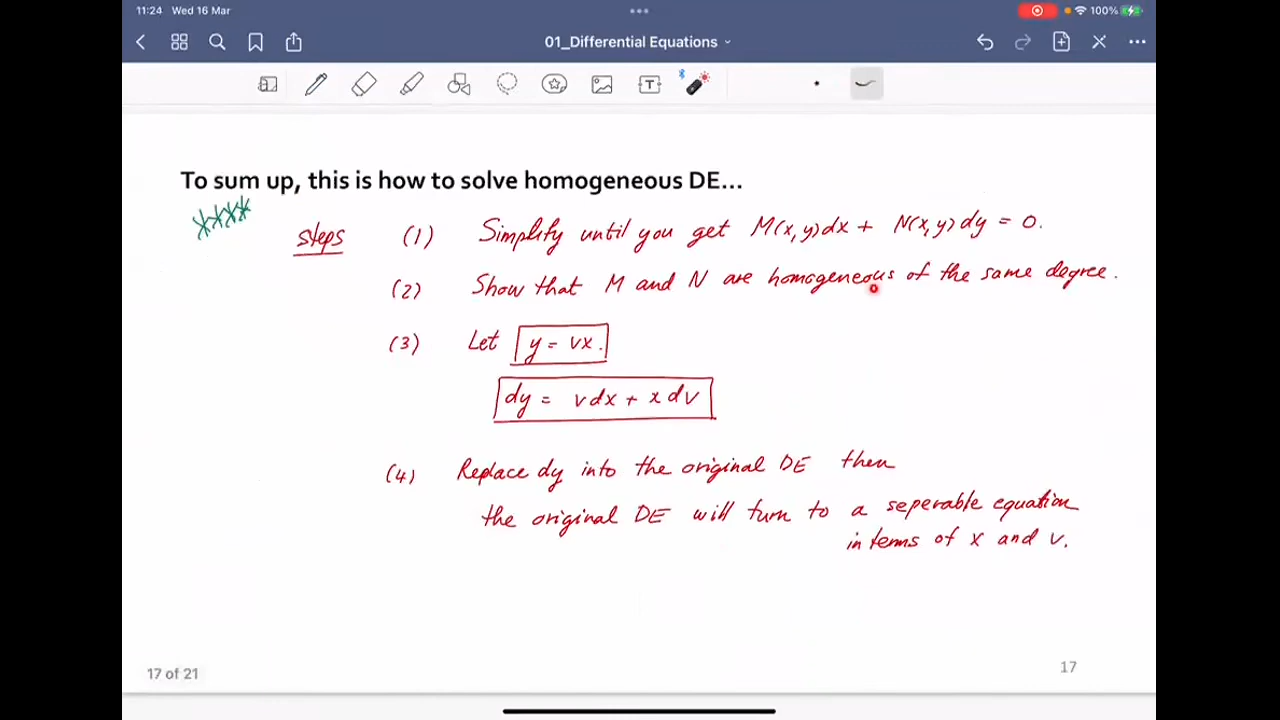 11:24 Wed 16 Mar
100%
01_Differential Equations
T
To sum up, this is how to solve homogeneous DE...
steps (1) Simplify until you get M(x,y)dx + N(x,y)dy = 0.
(2) Show that M and N are homogeneous of the same degree.
(3) Let y = vx.
dy = vdx + xdv
(4) Replace dy into the original DE then
the original DE will turn to a seperable equation
in terms of x and v.
17 of 21
17